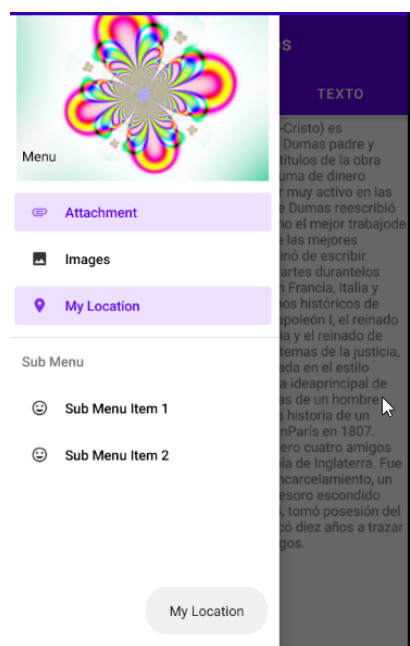 os
Menu
TEXTO
Attachment
Images
My Location
Sub Menu
Sub Menu Item 1
Sub Menu Item 2
My Location
-Cristo) es
Dumas padre y
títulos de la obra
uma de dinero
r muy activo en las
e Dumas reescribió
no el mejor trabajode
e las mejores
inó de escribir
artes durantelos
n Francia, Italia y
nos históricos de
apoleón I, el reinado
ia y el reinado de
temas de la justicia,
ada en el estilo
a ideaprincipal de
as de un hombre
a historia de un
nParís en 1807.
ero cuatro amigos
ia de Inglaterra. Fue
ncarcelamiento, un
esoro escondido
, tomó posesión del
có diez años a trazar
gos.